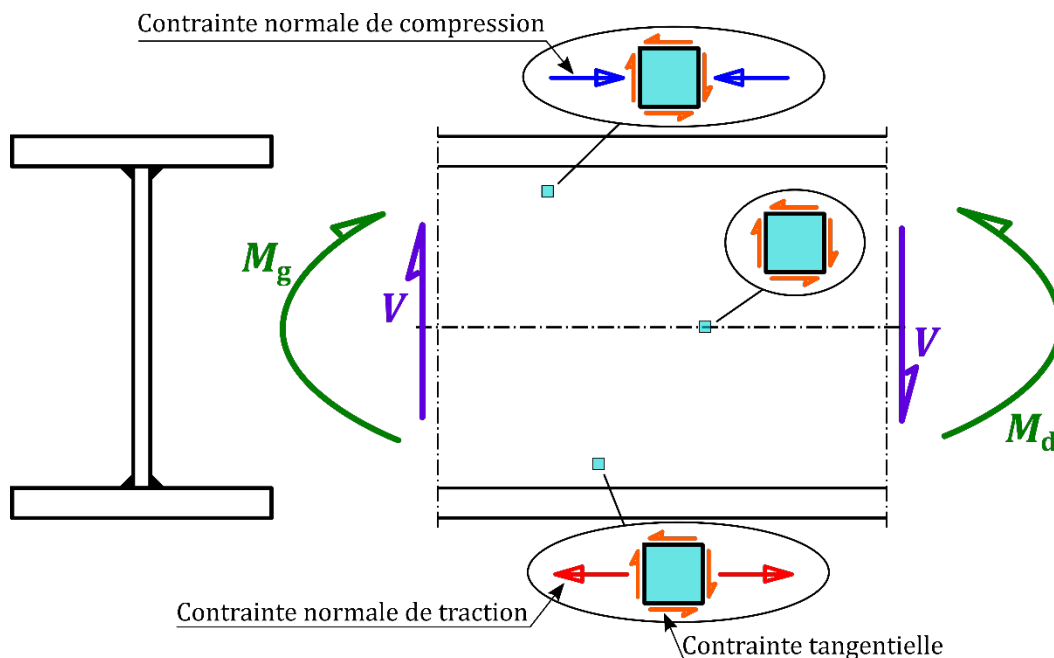 Contrainte normale de compression
Mg
V
V
Md
Contrainte normale de traction
Contrainte tangentielle